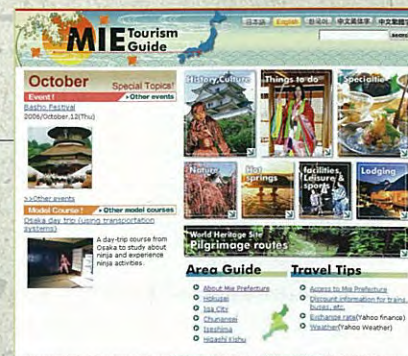 日本語 English 한국어 中文簡体字 中文繁體字
MIE Tourism Guide
October Special Topics!
Event! Other events
Basho Festival
2006/October.12(Thu)
>>Other events
Model Course! Other model courses
Osaka day trip (using transportation systems)
A day-trip course from
Osaka to study about
ninja and experience
ninja activities.
History,Culture
Things to do
Specialtie
Nature
Hot springs
facilities, Leisure & sports
Lodging
World Heritage Site
Pilgrimage routes
Area Guide
About Mie Prefecture
Hokusei
Iga City
Chunansei
Iseshima
Higashi Kishu
Travel Tips
Access to Mie Prefecture
Discount information for trains, buses, etc.
Exchange rate(Yahoo finance)
Weather(Yahoo Weather)